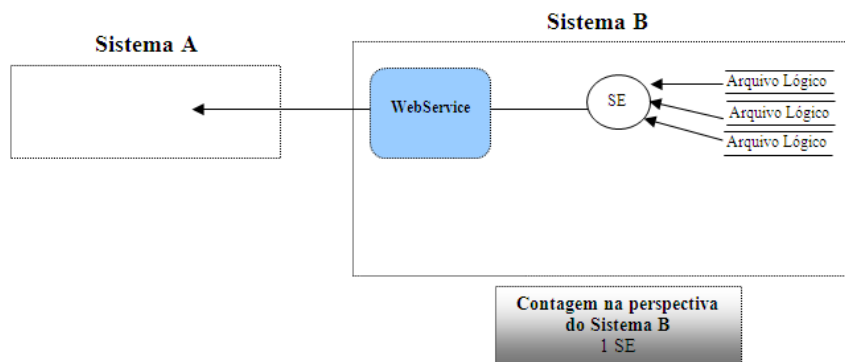 Sistema A
Sistema B
WebService
SE
Arquivo Lógico
Arquivo Lógico
Arquivo Lógico
Contagem na perspectiva
do Sistema B
1 SE